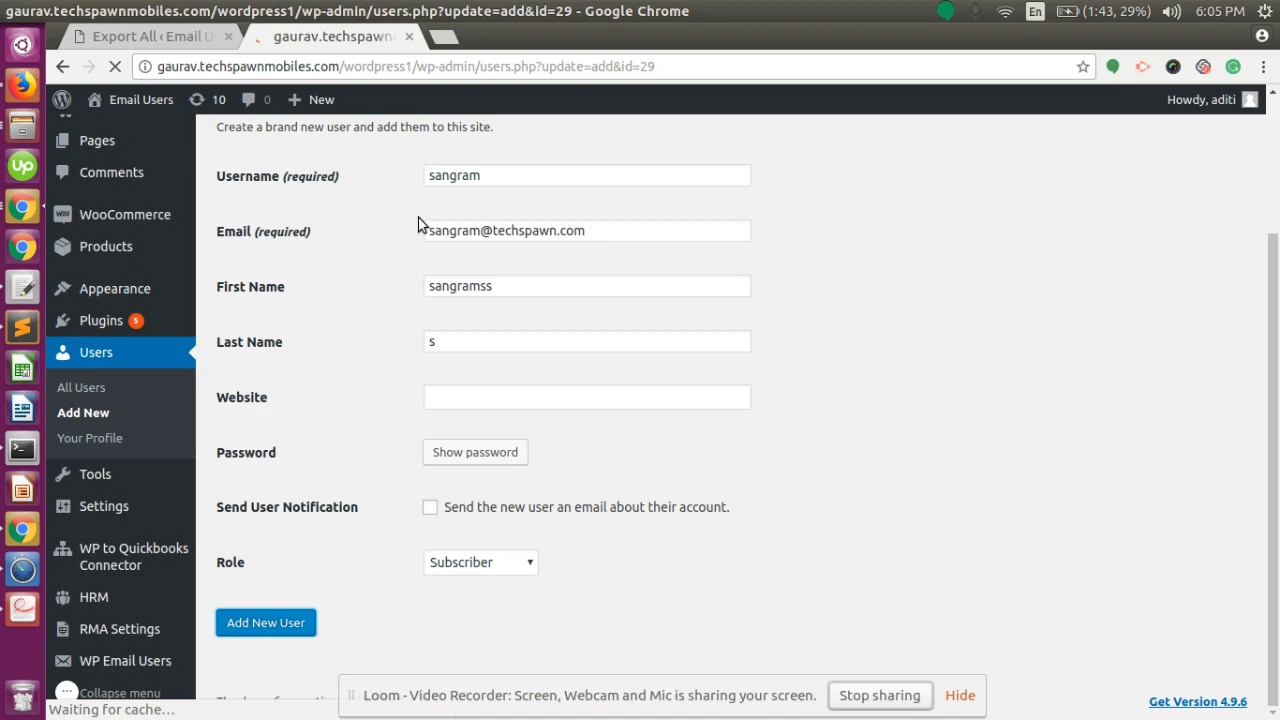 gaurav.techspawnmobiles.com/wordpress1/wp-admin/users.php?update=add&id=29 - Google Chrome
En
(1:43, 29%)
6:05 PM
Export All ‹ Email U
gaurav.techspawn
gaurav.techspawnmobiles.com/wordpress1/wp-admin/users.php?update=add&id=29
Email Users
10
0
New
Howdy, aditi
Pages
Comments
WooCommerce
Products
Appearance
Plugins 5
Users
All Users
Add New
Your Profile
Tools
Settings
WP to Quickbooks
Connector
HRM
RMA Settings
WP Email Users
Collapse menu
Create a brand new user and add them to this site.
Username (required)
sangram
Email (required)
sangram@techspawn.com
First Name
sangramss
Last Name
s
Website
Password
Show password
Send User Notification
Send the new user an email about their account.
Role
Subscriber
Add New User
Loom - Video Recorder: Screen, Webcam and Mic is sharing your screen.
Stop sharing
Hide
Get Version 4.9.6
Waiting for cache...